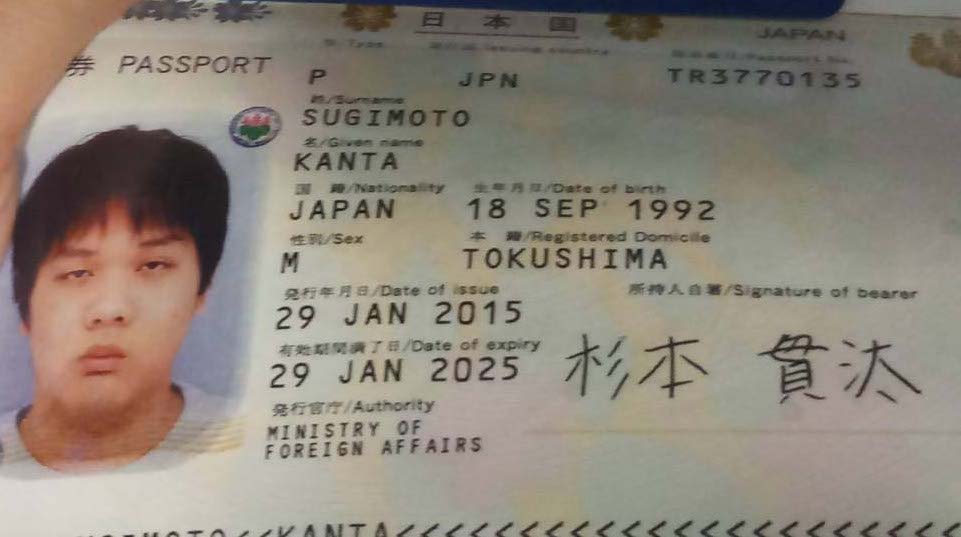 日本国 JAPAN
券 PASSPORT
P JPN TR3770135
姓/Surname
SUGIMOTO
名/Given name
KANTA
国 籍/Nationality 生年月日/Date of birth
JAPAN 18 SEP 1992
性別/Sex 本 籍/Registered Domicile
M TOKUSHIMA
発行年月日/Date of issue 所持人自署/Signature of bearer
29 JAN 2015
有効期間満了日/Date of expiry
29 JAN 2025
杉本 貫汰
発行官庁/Authority
MINISTRY OF
FOREIGN AFFAIRS
KANTA<<<<<<<<<<<<<<<<<<<<